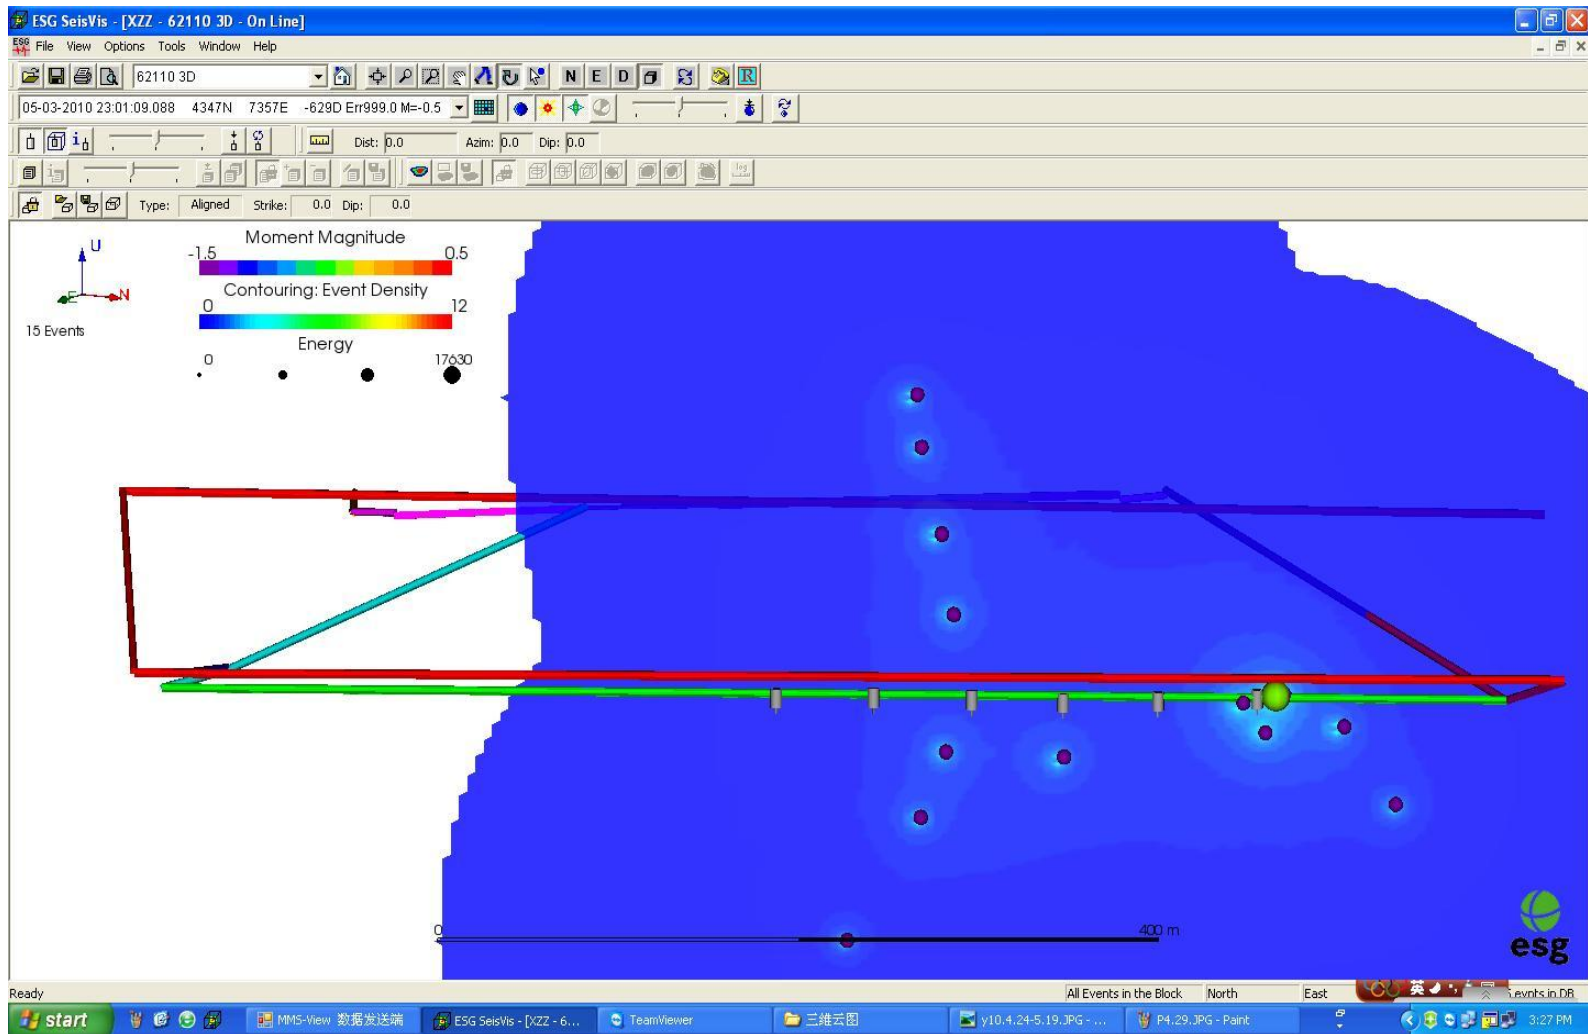 ESG SeisVis - [XZZ - 62110 3D - On Line]
File View Options Tools Window Help
62110 3D
N E D R
05-03-2010 23:01:09.088 4347N 7357E -629D Err999.0 M=-0.5
Dist: 0.0 Azim: 0.0 Dip: 0.0
Type: Aligned Strike: 0.0 Dip: 0.0
U
E N
15 Events
Moment Magnitude
-1.5 0.5
Contouring: Event Density
0 12
Energy
0 17630
0 400 m
esg
Ready All Events in the Block North East 英
start MMS-View 数据发送端 ESG SeisVis - [XZZ - 6... TeamViewer 三维云图 y10.4.24-5.19.JPG - ... P4.29.JPG - Paint 3:27 PM